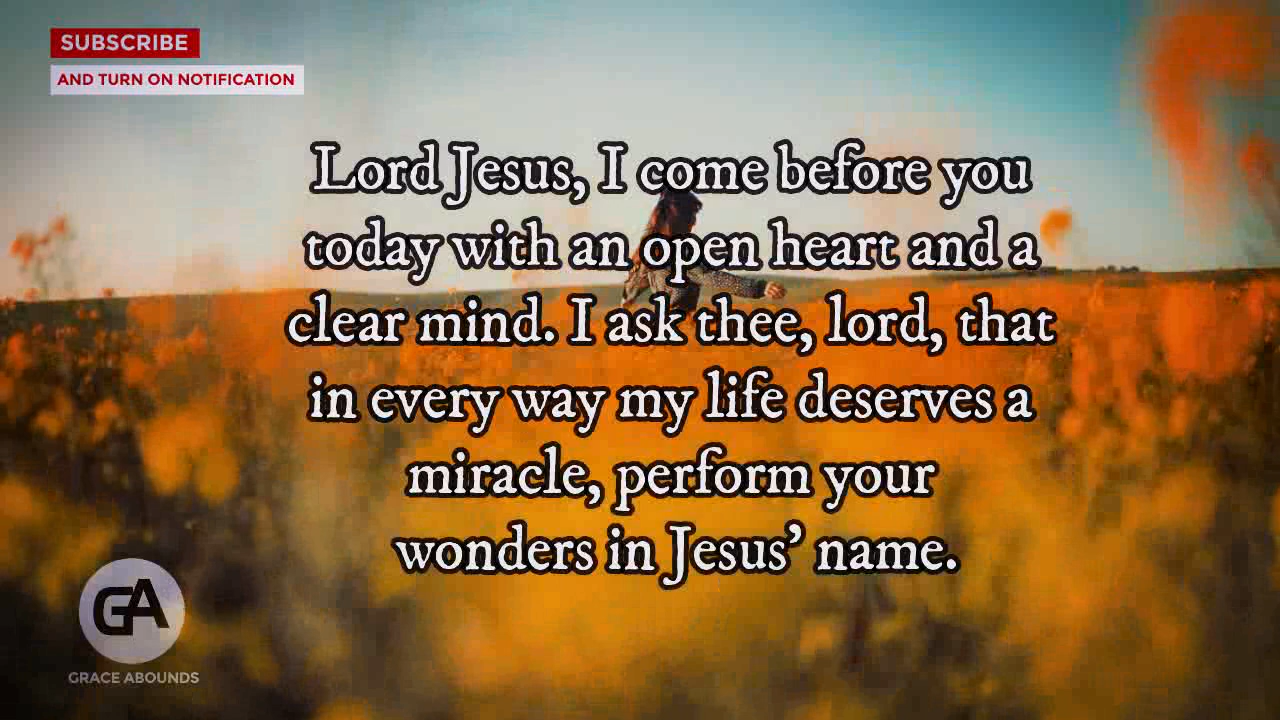 SUBSCRIBE
AND TURN ON NOTIFICATION
Lord Jesus, I come before you
today with an open heart and a
clear mind. I ask thee, lord, that
in every way my life deserves a
miracle, perform your
wonders in Jesus’ name.
GA
GRACE ABOUNDS